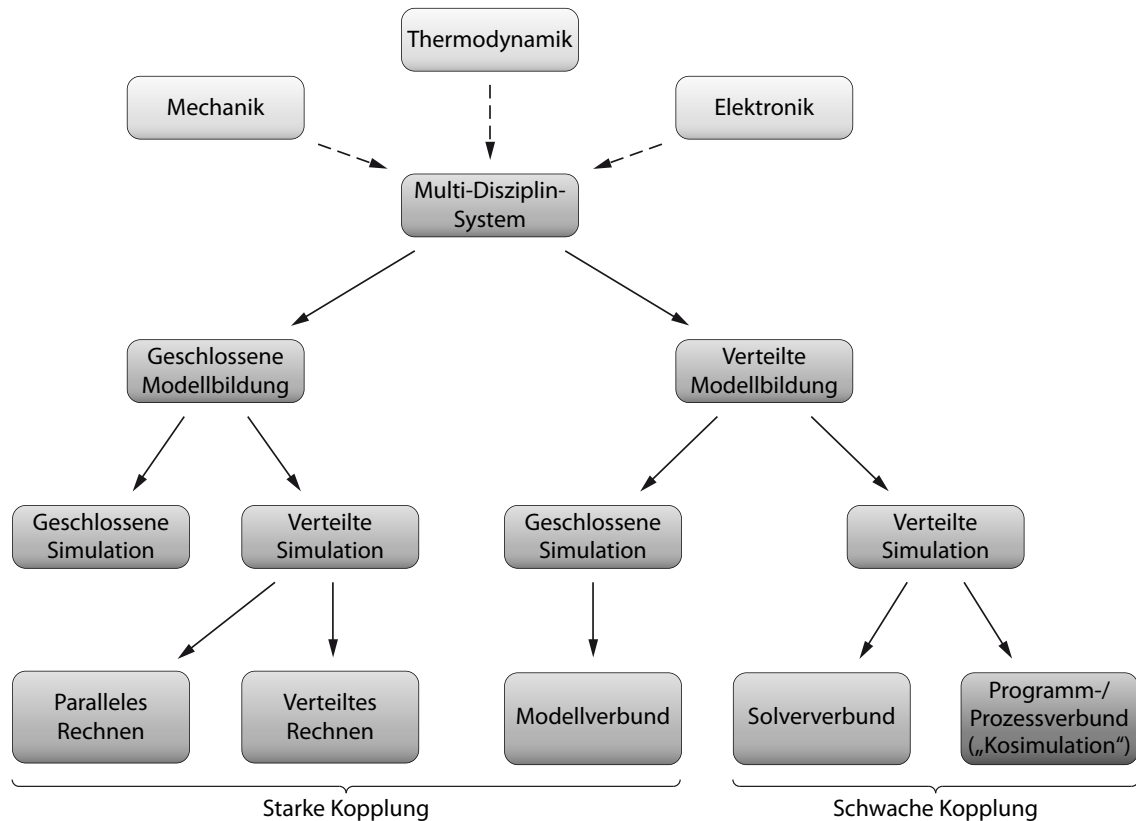 Thermodynamik
Mechanik
Elektronik
Multi-Disziplin-
System
Geschlossene
Modellbildung
Verteilte
Modellbildung
Geschlossene
Simulation
Verteilte
Simulation
Geschlossene
Simulation
Verteilte
Simulation
Paralleles
Rechnen
Verteiltes
Rechnen
Modellverbund
Solververbund
Programm-/
Prozessverbund
(„Kosimulation“)
Starke Kopplung
Schwache Kopplung